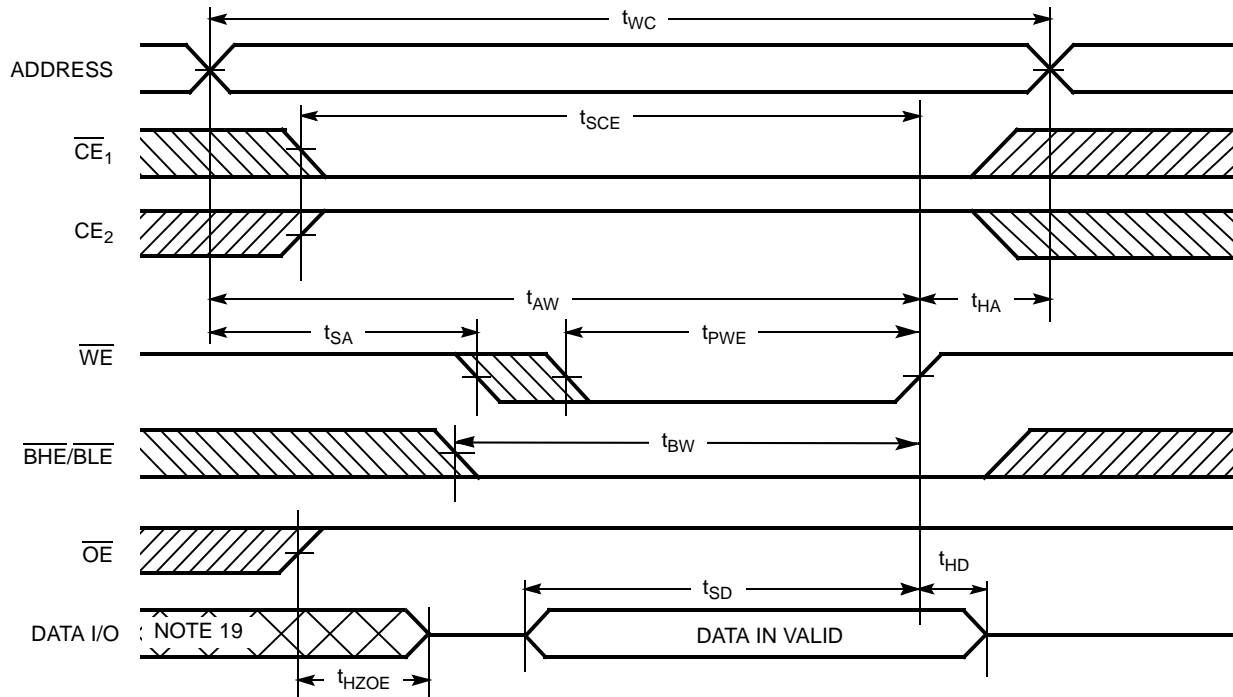 tWC
ADDRESS
tSCE
CE1
CE2
tAW
tHA
tSA
tPWE
WE
tBW
BHE/BLE
OE
tHD
tSD
DATA I/O
NOTE 19
DATA IN VALID
tHZOE